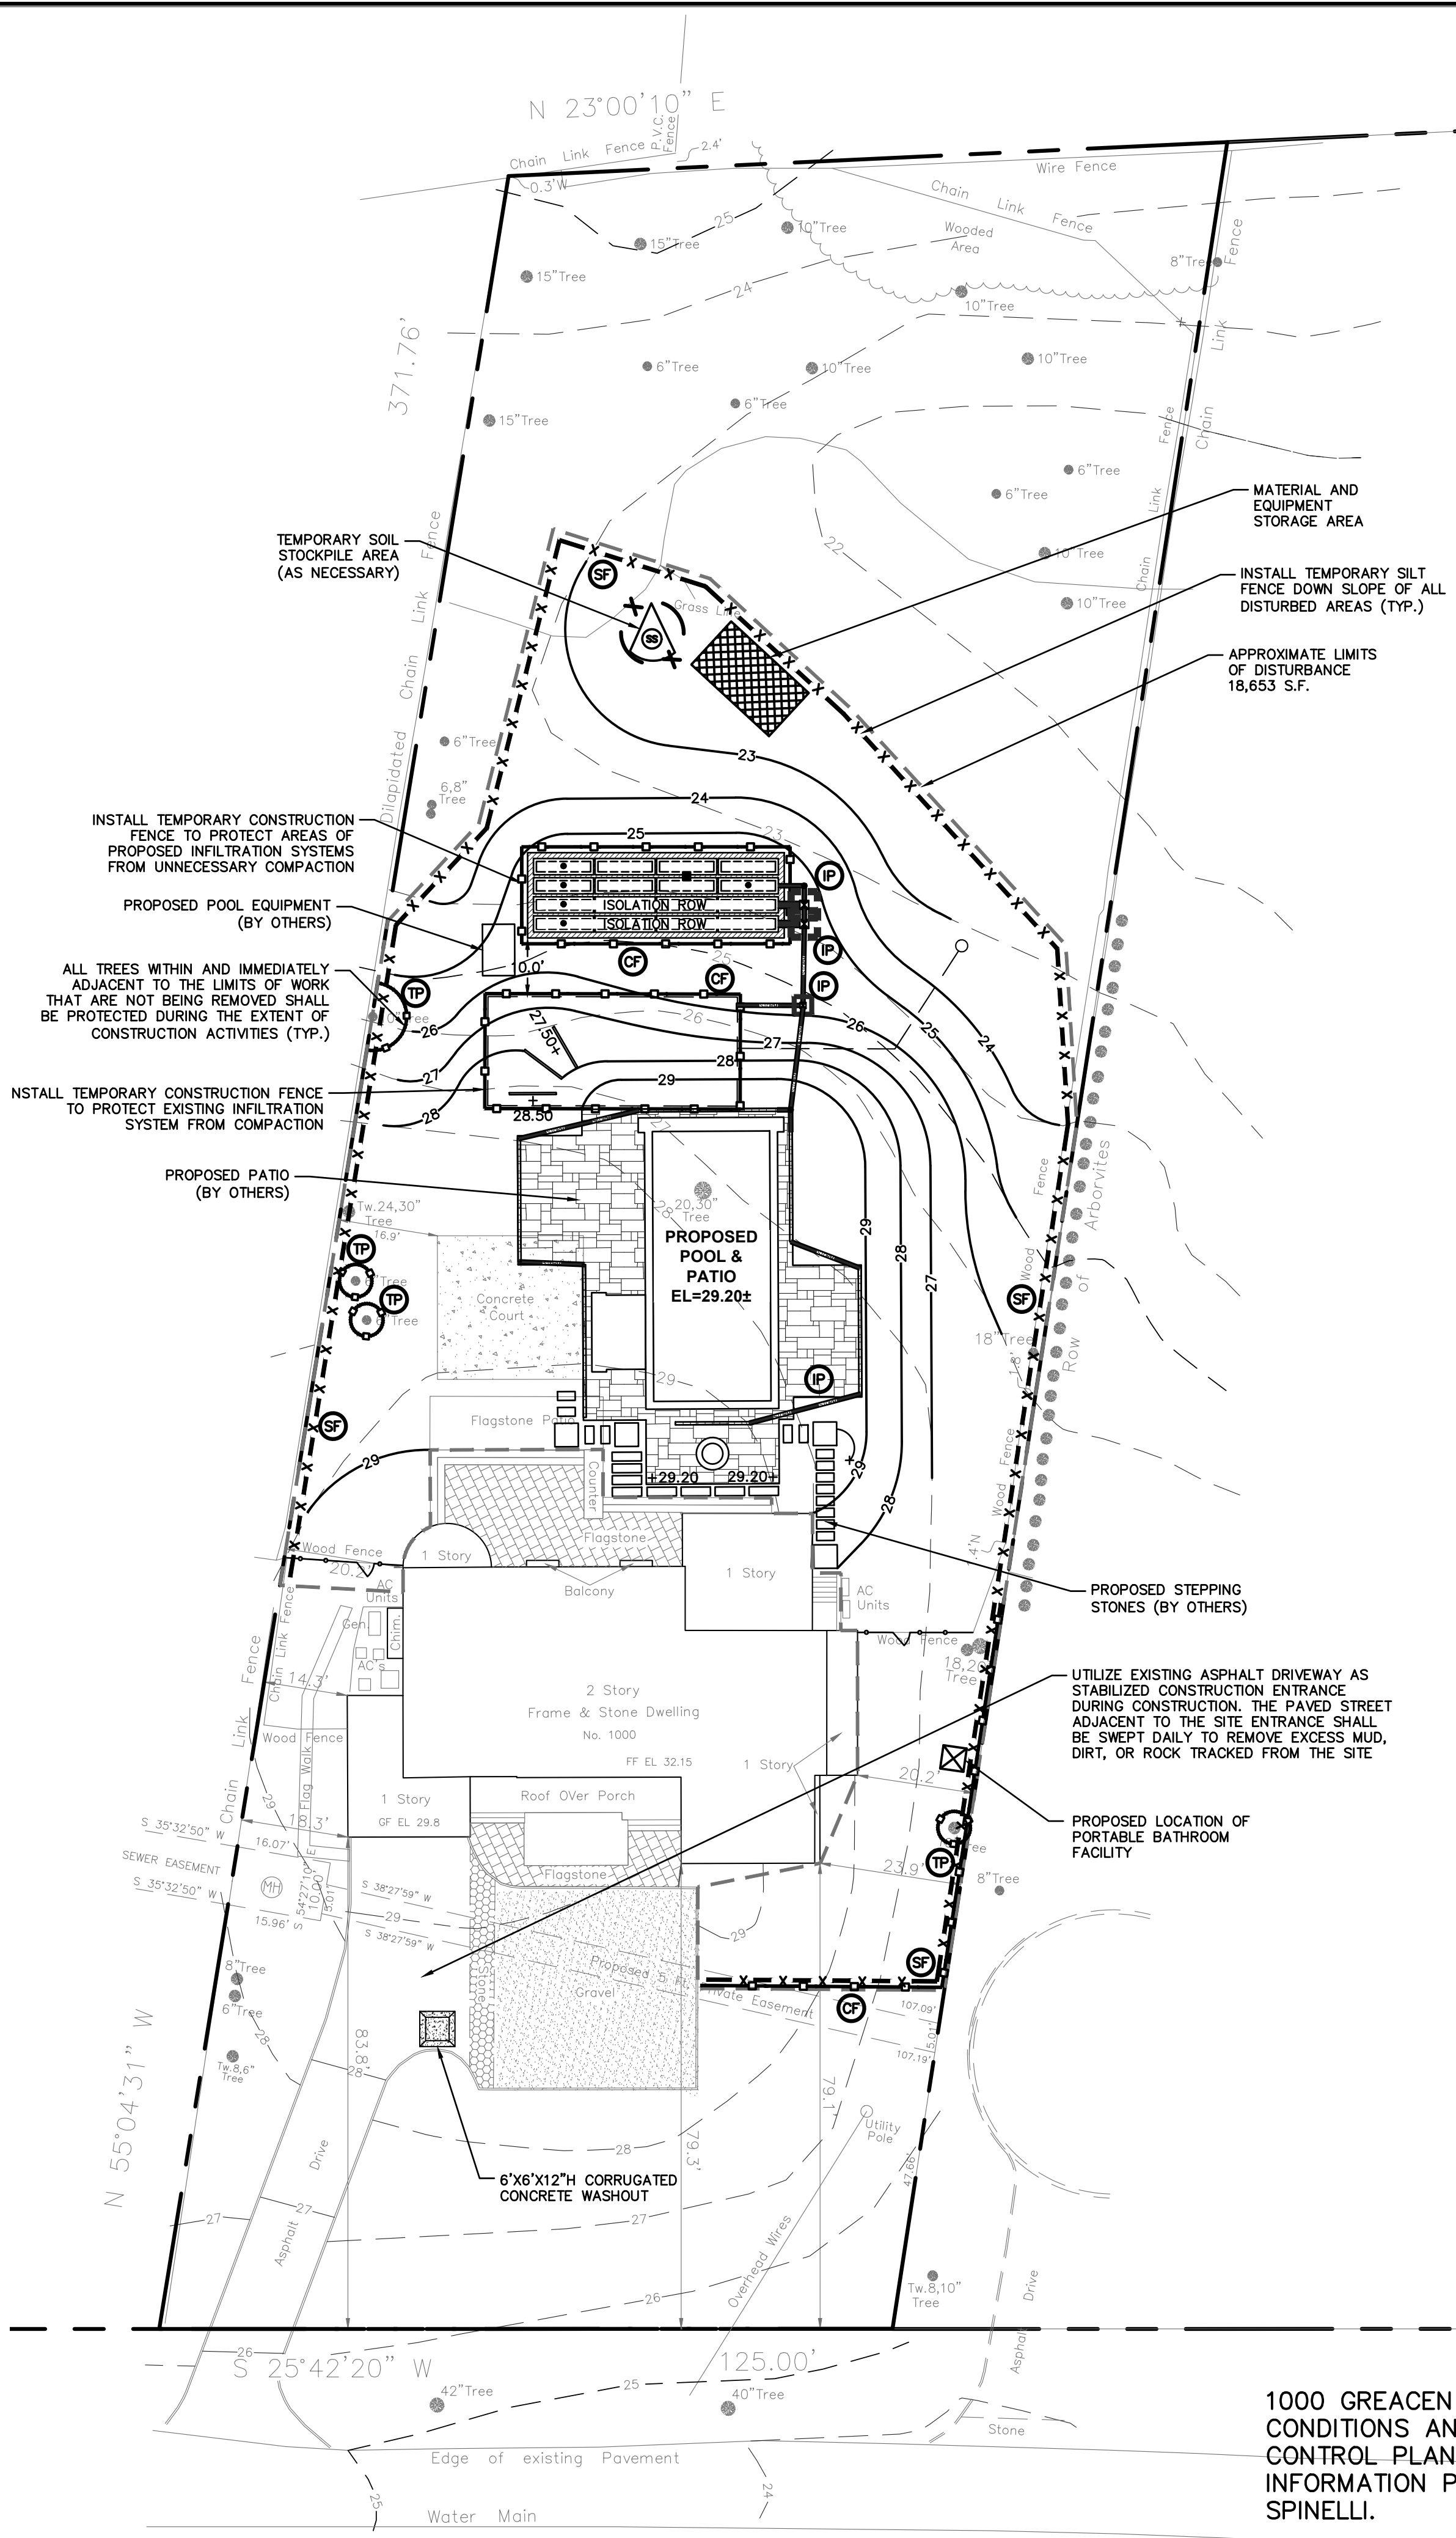 N 23°00'10" E
P.V.C.
Fence
Chain Link Fence
2.4'
0.3'W
Wire Fence
Chain Link Fence
25
10"Tree
15"Tree
Wooded
Area
8"Tree
Chain Link Fence
15"Tree
24
10"Tree
371.76'
6"Tree
10"Tree
10"Tree
6"Tree
15"Tree
Fence
6"Tree
6"Tree
MATERIAL AND
EQUIPMENT
STORAGE AREA
TEMPORARY SOIL
STOCKPILE AREA
(AS NECESSARY)
22
10"Tree
Link
Chain
SF
INSTALL TEMPORARY SILT
FENCE DOWN SLOPE OF ALL
DISTURBED AREAS (TYP.)
Grass Line
10"Tree
SS
APPROXIMATE LIMITS
OF DISTURBANCE
18,653 S.F.
Dilapidated Chain Link Fence
6"Tree
23
6,8"
Tree
24
INSTALL TEMPORARY CONSTRUCTION
FENCE TO PROTECT AREAS OF
PROPOSED INFILTRATION SYSTEMS
FROM UNNECESSARY COMPACTION
25
23
IP
PROPOSED POOL EQUIPMENT
(BY OTHERS)
ISOLATION ROW
ISOLATION ROW
IP
CF
CF
25
10.0'
IP
ALL TREES WITHIN AND IMMEDIATELY
ADJACENT TO THE LIMITS OF WORK
THAT ARE NOT BEING REMOVED SHALL
BE PROTECTED DURING THE EXTENT OF
CONSTRUCTION ACTIVITIES (TYP.)
TP
26
27.50+
26
26
25
24
27
28
27
29
NSTALL TEMPORARY CONSTRUCTION FENCE
TO PROTECT EXISTING INFILTRATION
SYSTEM FROM COMPACTION
28
28.50
27
PROPOSED PATIO
(BY OTHERS)
Row of Arborvites
Wood Fence
Tw.24,30"
Tree
16.9'
28
20,30"
Tree
PROPOSED
POOL &
PATIO
EL=29.20±
29
28
27
TP
6"Tree
TP
6"Tree
Concrete
Court
SF
18"Tree
1.8'
29
IP
Flagstone Patio
SF
29
Counter
+29.20
29.20+
29
28
Wood Fence
Flagstone
Wood Fence
20.2'
1 Story
Balcony
1 Story
AC
Units
AC
Units
PROPOSED STEPPING
STONES (BY OTHERS)
Gen.
Chim.
AC's
Wood Fence
18,20"
Tree
Chain Link Fence
Chain Link Fence
14.3'
2 Story
Frame & Stone Dwelling
No. 1000
FF EL 32.15
UTILIZE EXISTING ASPHALT DRIVEWAY AS
STABILIZED CONSTRUCTION ENTRANCE
DURING CONSTRUCTION. THE PAVED STREET
ADJACENT TO THE SITE ENTRANCE SHALL
BE SWEPT DAILY TO REMOVE EXCESS MUD,
DIRT, OR ROCK TRACKED FROM THE SITE
Wood Fence
1 Story
20.2'
29
Flag Walk
1 Story
GF EL 29.8
Roof OVer Porch
S 35°32'50" W
16.07'
PROPOSED LOCATION OF
PORTABLE BATHROOM
FACILITY
SEWER EASEMENT
S 35°32'50" W
MH
S 54°27'10" E
10.00'
5.01'
15.96'
S 38°27'59" W
S 38°27'59" W
Flagstone
TP
23.9'
8"Tree
29
29
8"Tree
6"Tree
Stone
Gravel
SF
CF
107.09'
5.01'
107.19'
28
83.8'
28'
Tw.8,6"
Tree
N 55°04'31" W
79.1'
Utility
Pole
28
79.3'
47.66'
6'X6'X12"H CORRUGATED
CONCRETE WASHOUT
Asphalt Drive
27
27
27
Overhead Wires
26
Tw.8,10"
Tree
Asphalt Drive
26
S 25°42'20" W
125.00'
25
42"Tree
40"Tree
Stone
Edge of existing Pavement
25
24
Water Main
1000 GREACEN
CONDITIONS AN
CONTROL PLAN
INFORMATION P
SPINELLI.